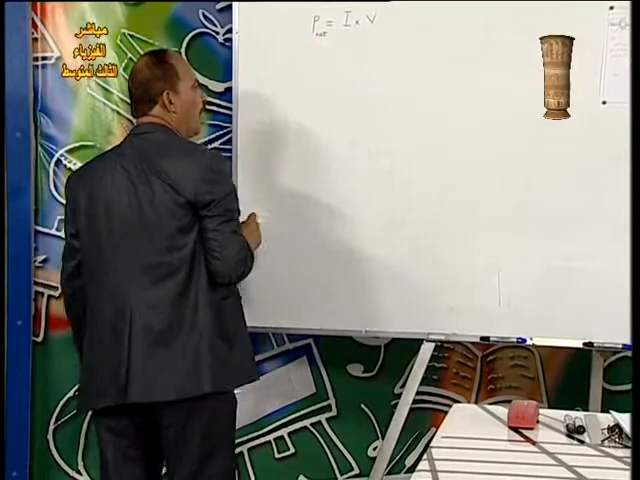 مباشر
الفيزياء
الثالث المتوسط
P = I × V